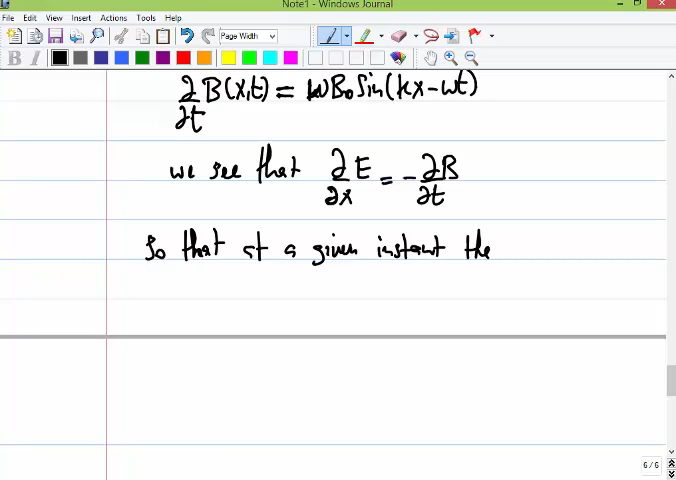 Note1 - Windows Journal
File Edit View Insert Actions Tools Help
Page Width
B I
∂/∂t B(x,t) = ωB₀ Sin(kx - ωt)
we see that ∂/∂x E = - ∂B/∂t
So that at a given instant the
6/6